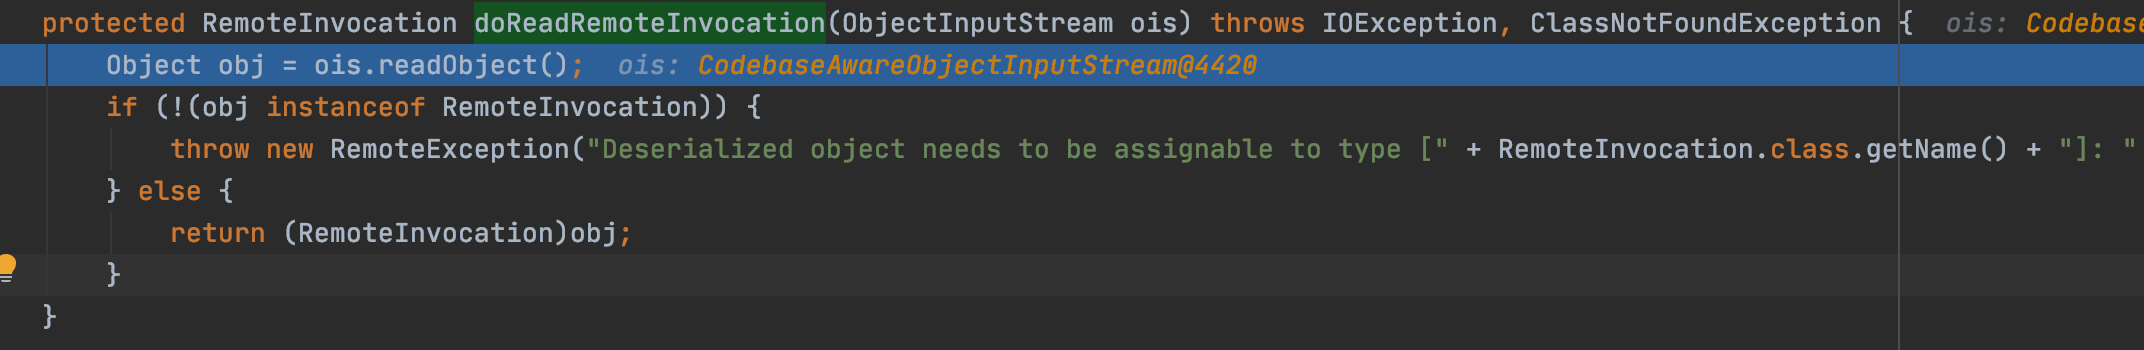 protected RemoteInvocation doReadRemoteInvocation(ObjectInputStream ois) throws IOException, ClassNotFoundException {  ois: Codebase
    Object obj = ois.readObject();  ois: CodebaseAwareObjectInputStream@4420
    if (!(obj instanceof RemoteInvocation)) {
        throw new RemoteException("Deserialized object needs to be assignable to type [" + RemoteInvocation.class.getName() + "]: "
    } else {
        return (RemoteInvocation)obj;
    }
}